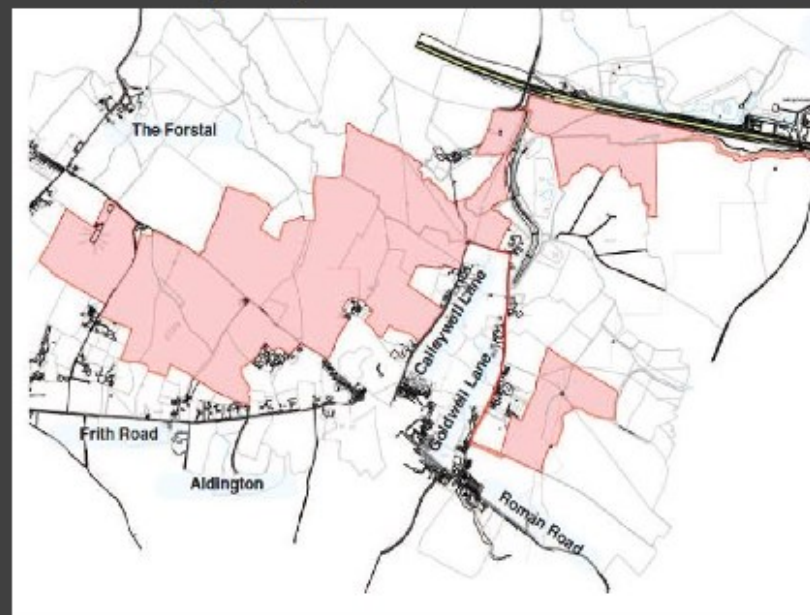 The Forstal
Calleywell Lane
Goldwell Lane
Frith Road
Aldington
Roman Road